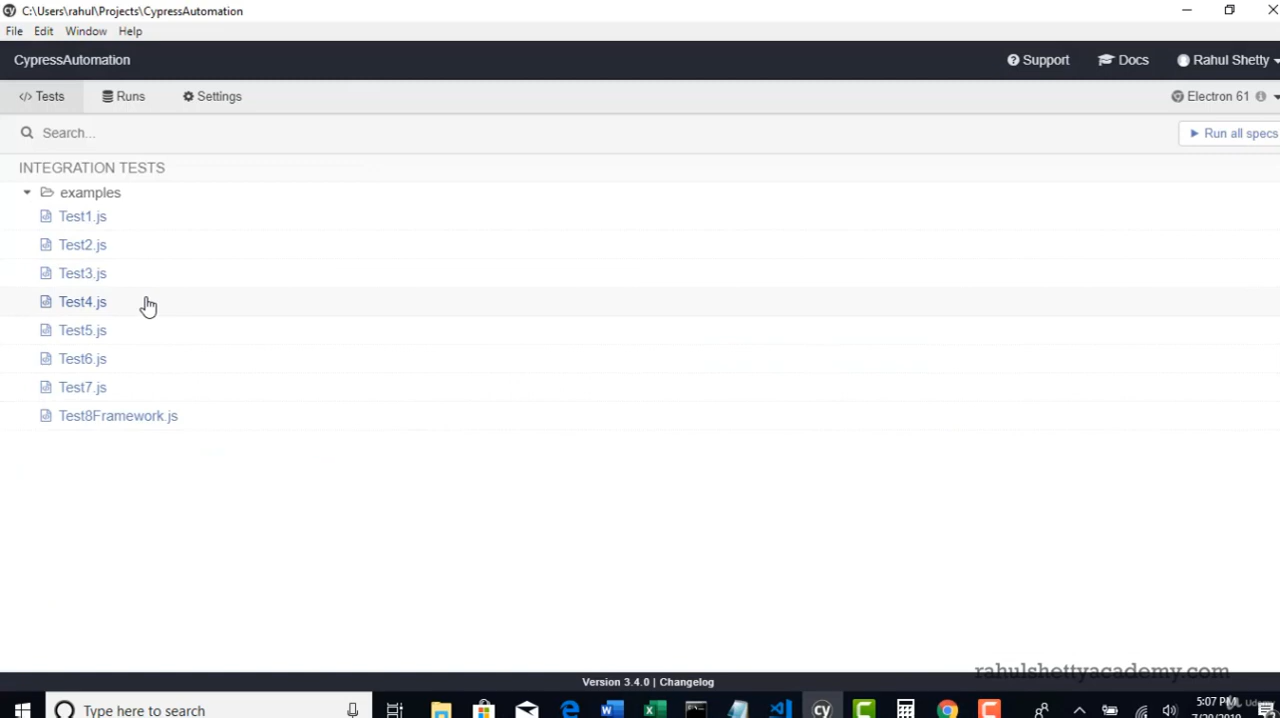 C:\Users\rahul\Projects\CypressAutomation
File Edit Window Help
CypressAutomation
Support Docs Rahul Shetty
</> Tests Runs Settings
Electron 61
Search...
Run all specs
INTEGRATION TESTS
examples
Test1.js
Test2.js
Test3.js
Test4.js
Test5.js
Test6.js
Test7.js
Test8Framework.js
rahulshettyacademy.com
Version 3.4.0 | Changelog
Type here to search
5:07 PM